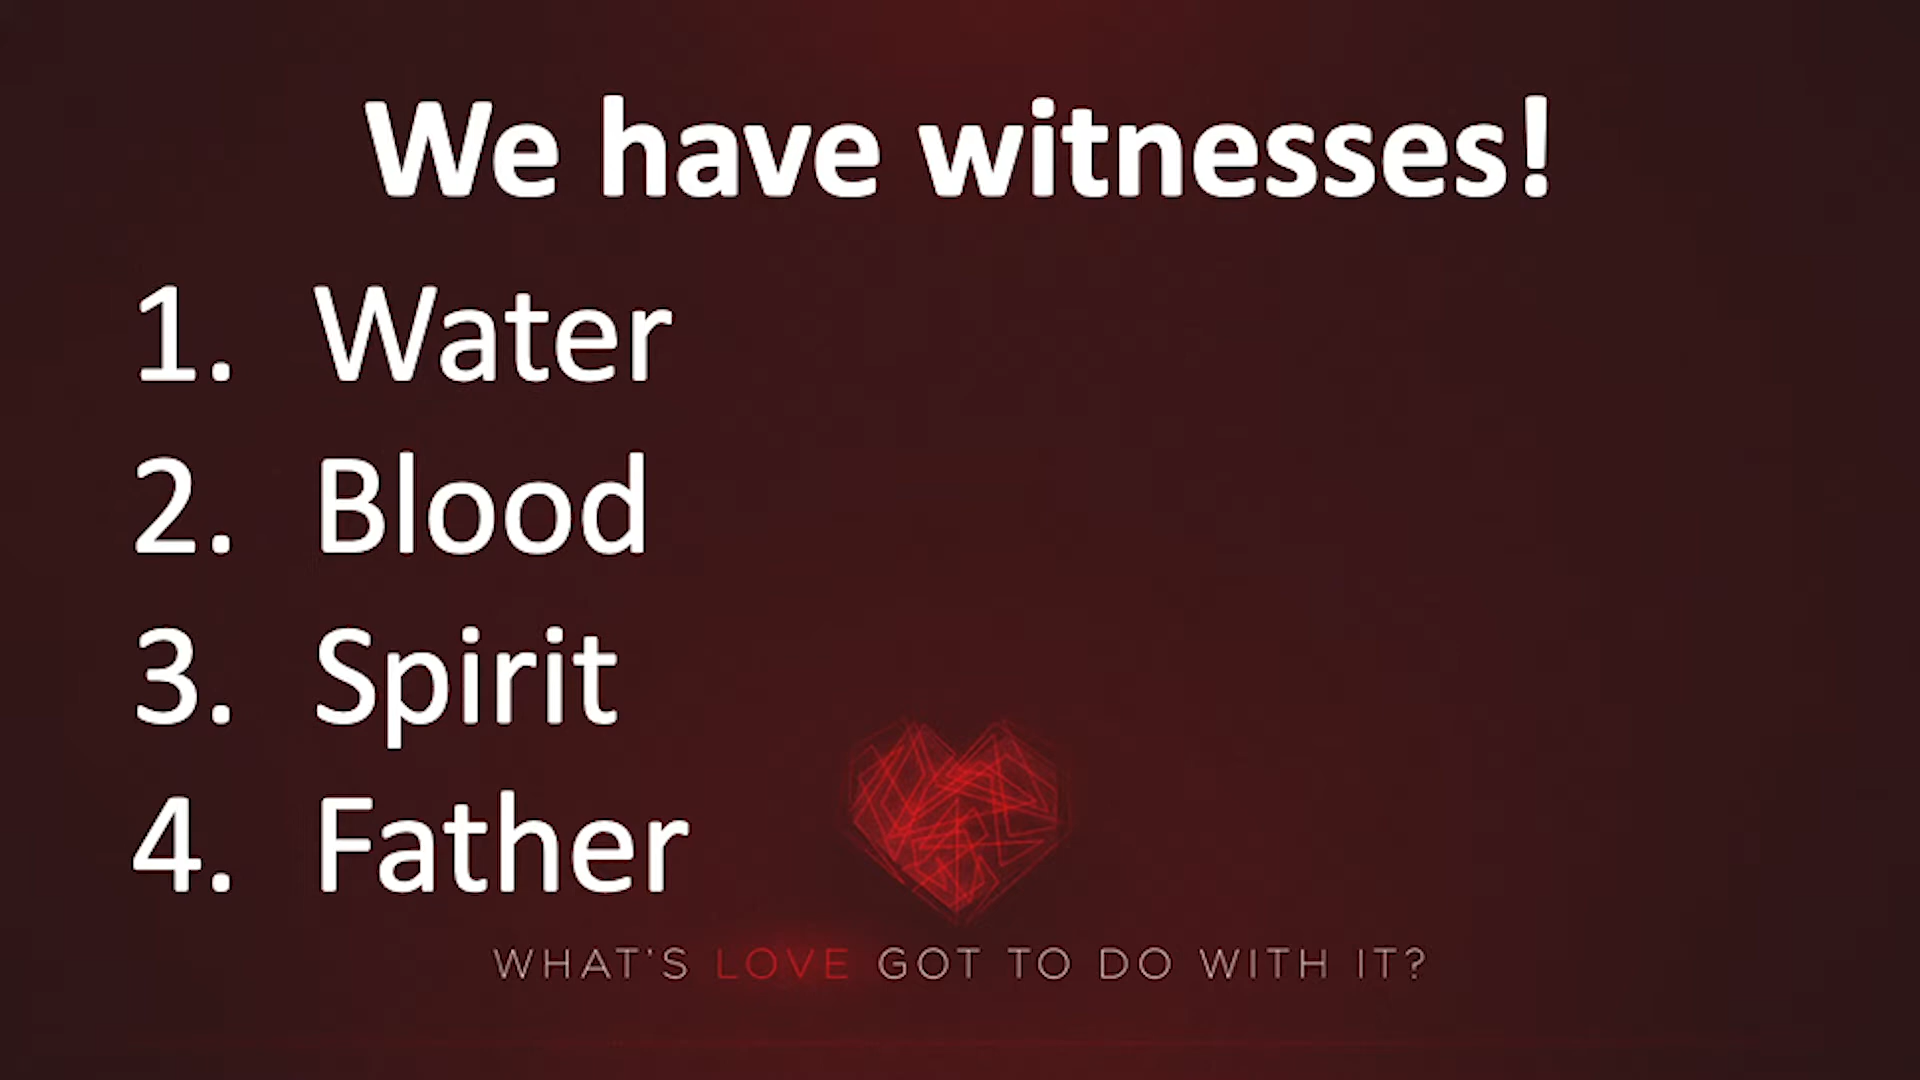 We have witnesses!
1. Water
2. Blood
3. Spirit
4. Father
WHAT'S LOVE GOT TO DO WITH IT?